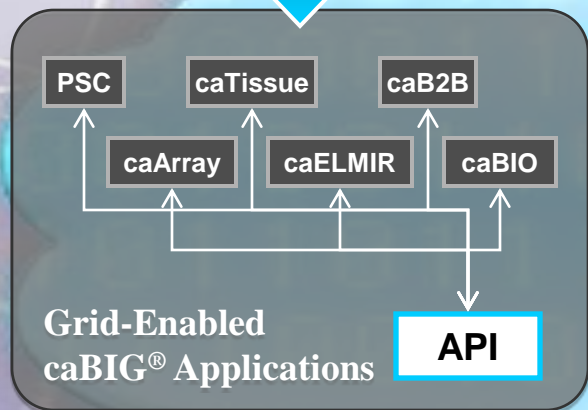 PSC
caTissue
caB2B
caArray
caELMIR
caBIO
Grid-Enabled
caBIG® Applications
API